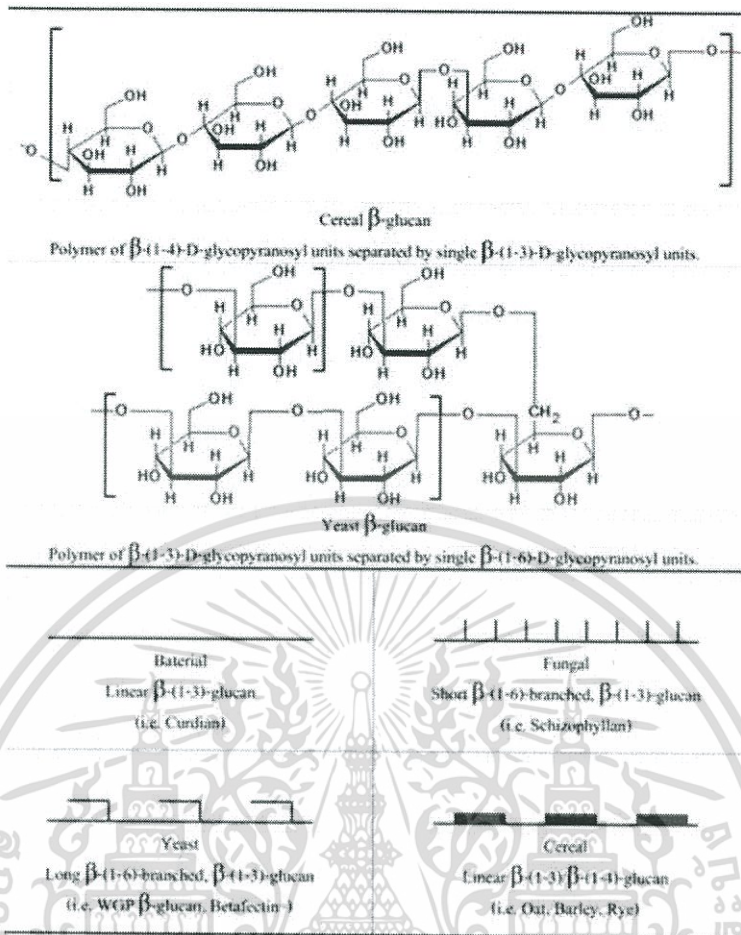 Cereal β-glucan
Polymer of β-(1-4)-D-glycopyranosyl units separated by single β-(1-3)-D-glycopyranosyl units.
Yeast β-glucan
Polymer of β-(1-3)-D-glycopyranosyl units separated by single β-(1-6)-D-glycopyranosyl units.
Baterial
Linear β-(1-3)-glucan
(i.e. Curdian)
Fungal
Short β-(1-6)-branched, β-(1-3)-glucan
(i.e. Schizophyllan)
Yeast
Long β-(1-6)-branched, β-(1-3)-glucan
(i.e. WGP β-glucan, Betafectin-)
Cereal
Linear β-(1-3) β-(1-4)-glucan
(i.e. Oat, Barley, Rye)